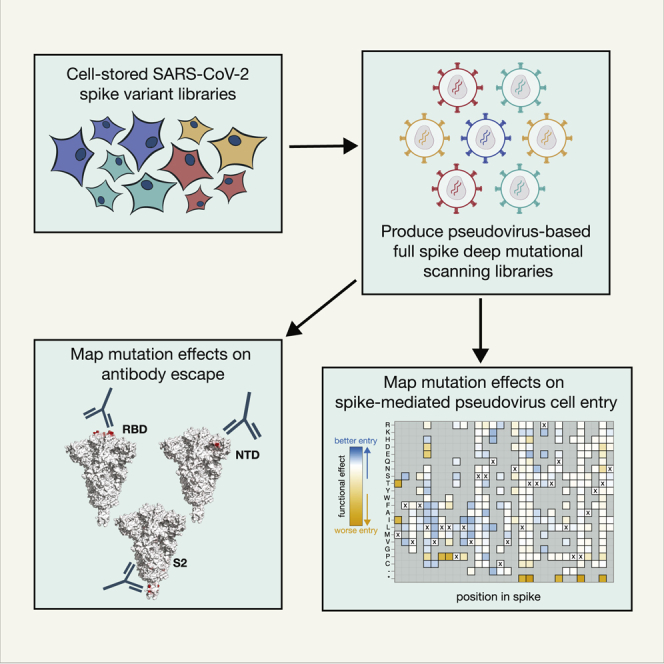 Cell-stored SARS-CoV-2
spike variant libraries
Produce pseudovirus-based
full spike deep mutational
scanning libraries
Map mutation effects on
antibody escape
RBD
NTD
S2
Map mutation effects on
spike-mediated pseudovirus cell entry
better entry
functional effect
worse entry
R
K
H
D
E
Q
N
S
T
Y
W
F
A
I
L
M
V
G
P
C
-
*
position in spike